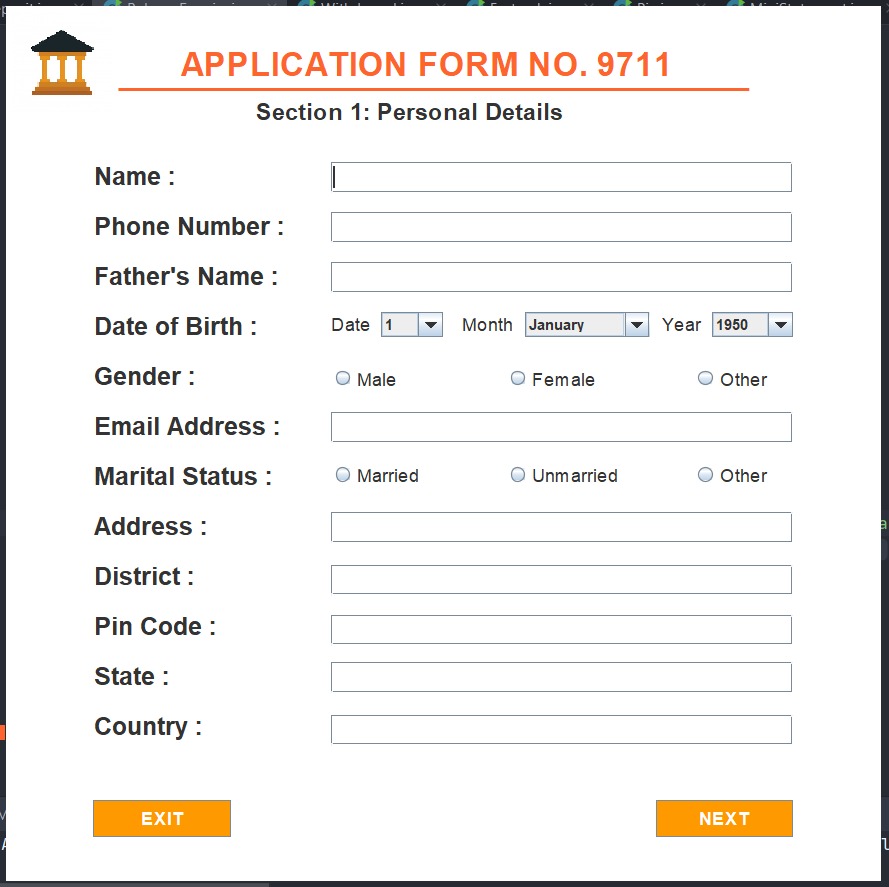 APPLICATION FORM NO. 9711
Section 1: Personal Details
Name :
Phone Number :
Father's Name :
Date of Birth : Date 1 Month January Year 1950
Gender : Male Female Other
Email Address :
Marital Status : Married Unmarried Other
Address :
District :
Pin Code :
State :
Country :
EXIT NEXT